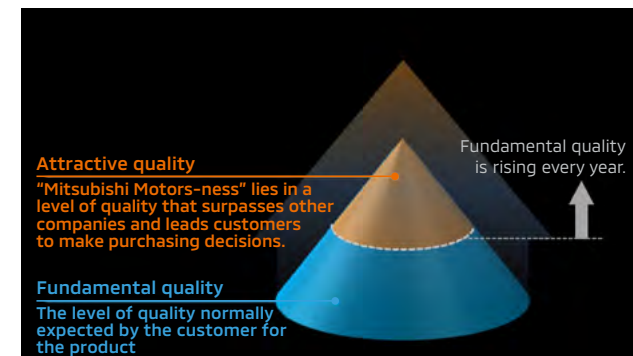 Attractive quality
“Mitsubishi Motors-ness” lies in a
level of quality that surpasses other
companies and leads customers
to make purchasing decisions.
Fundamental quality
is rising every year.
Fundamental quality
The level of quality normally
expected by the customer for
the product